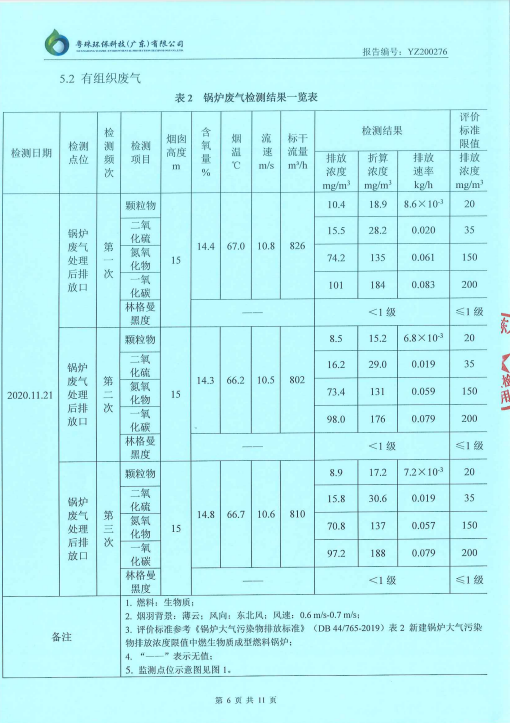 粤珠环保科技(广东)有限公司
报告编号：YZ200276
5.2 有组织废气
表 2 锅炉废气检测结果一览表
检测日期 检测点位 检测频次 检测项目 烟囱高度 m 含氧量 % 烟温 ℃ 流速 m/s 标干流量 m³/h 检测结果 评价标准限值
排放浓度 mg/m³ 折算浓度 mg/m³ 排放速率 kg/h 排放浓度 mg/m³
2020.11.21
锅炉废气处理后排放口 第一次 15 14.4 67.0 10.8 826
颗粒物 10.4 18.9 8.6×10⁻³ 20
二氧化硫 15.5 28.2 0.020 35
氮氧化物 74.2 135 0.061 150
一氧化碳 101 184 0.083 200
林格曼黑度 —— ＜1 级 ≤1 级
锅炉废气处理后排放口 第二次 15 14.3 66.2 10.5 802
颗粒物 8.5 15.2 6.8×10⁻³ 20
二氧化硫 16.2 29.0 0.019 35
氮氧化物 73.4 131 0.059 150
一氧化碳 98.0 176 0.079 200
林格曼黑度 —— ＜1 级 ≤1 级
锅炉废气处理后排放口 第三次 15 14.8 66.7 10.6 810
颗粒物 8.9 17.2 7.2×10⁻³ 20
二氧化硫 15.8 30.6 0.019 35
氮氧化物 70.8 137 0.057 150
一氧化碳 97.2 188 0.079 200
林格曼黑度 —— ＜1 级 ≤1 级
备注
1. 燃料：生物质；
2. 烟羽背景：薄云；风向：东北风；风速：0.6 m/s-0.7 m/s；
3. 评价标准参考《锅炉大气污染物排放标准》（DB 44/765-2019）表 2 新建锅炉大气污染
物排放浓度限值中燃生物质成型燃料锅炉；
4. “——”表示无值；
5. 监测点位示意图见图 1。
第 6 页 共 11 页